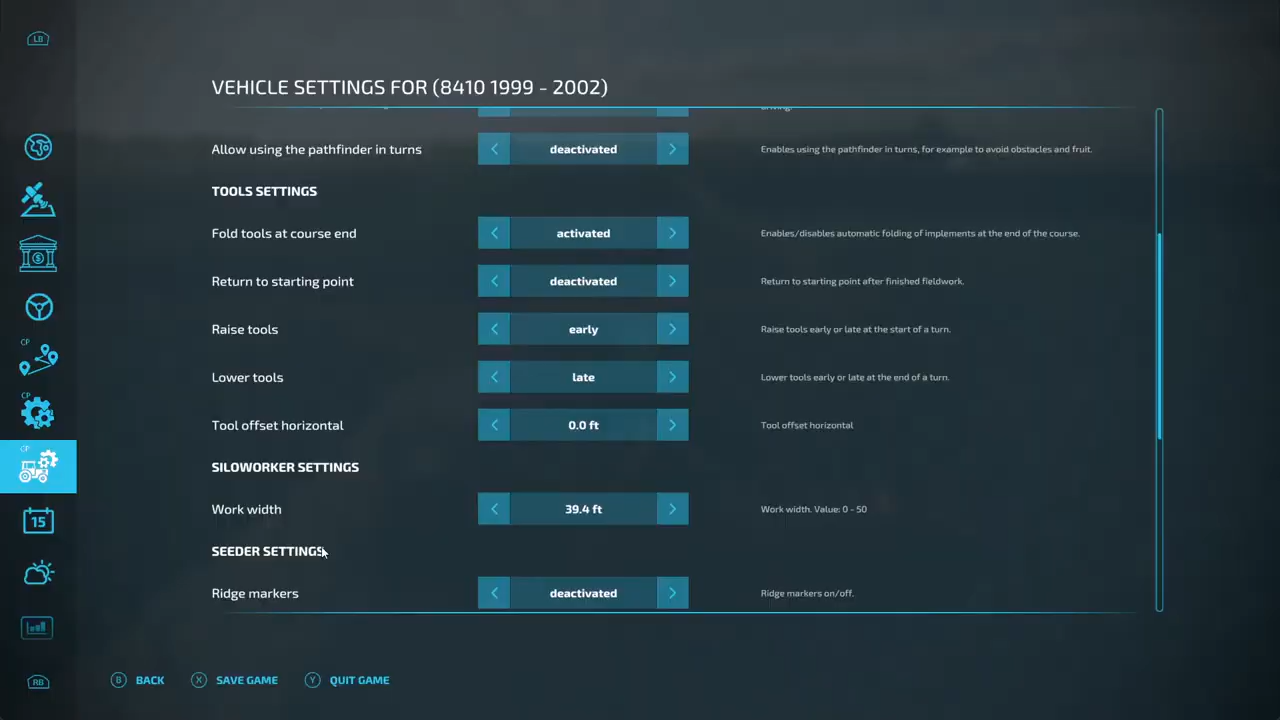 LB
VEHICLE SETTINGS FOR (8410 1999 - 2002)
driving.
Allow using the pathfinder in turns deactivated Enables using the pathfinder in turns, for example to avoid obstacles and fruit.
TOOLS SETTINGS
Fold tools at course end activated Enables/disables automatic folding of implements at the end of the course.
Return to starting point deactivated Return to starting point after finished fieldwork.
Raise tools early Raise tools early or late at the start of a turn.
CP
Lower tools late Lower tools early or late at the end of a turn.
CP
Tool offset horizontal 0.0 ft Tool offset horizontal
CP
SILOWORKER SETTINGS
Work width 39.4 ft Work width. Value: 0 - 50
15
SEEDER SETTINGS
Ridge markers deactivated Ridge markers on/off.
RB
B BACK X SAVE GAME Y QUIT GAME